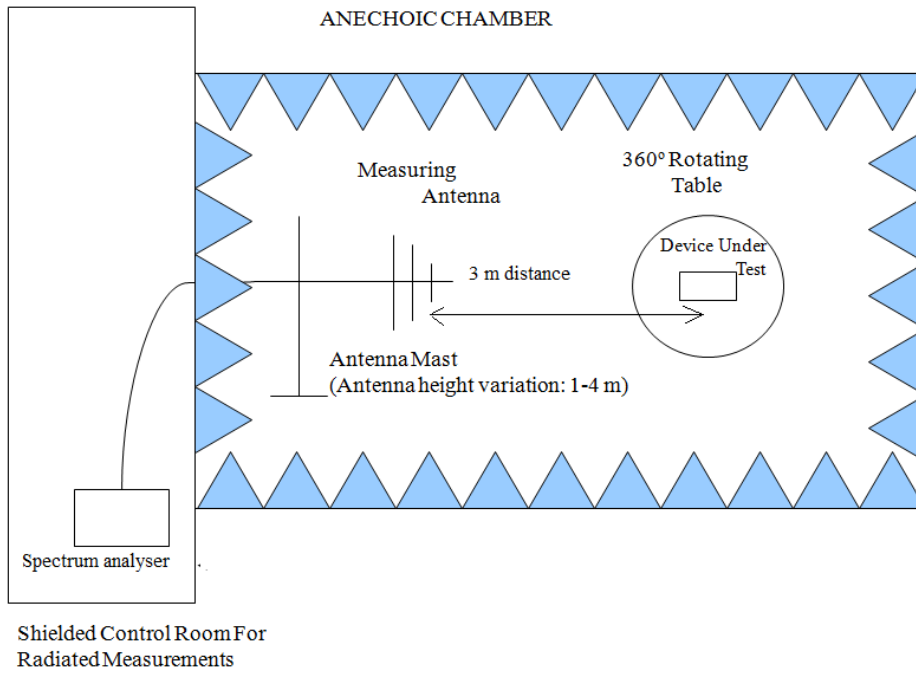 ANECHOIC CHAMBER
Measuring
Antenna
360º Rotating
Table
Device Under
Test
3 m distance
Antenna Mast
(Antenna height variation: 1-4 m)
Spectrum analyser
Shielded Control Room For
Radiated Measurements